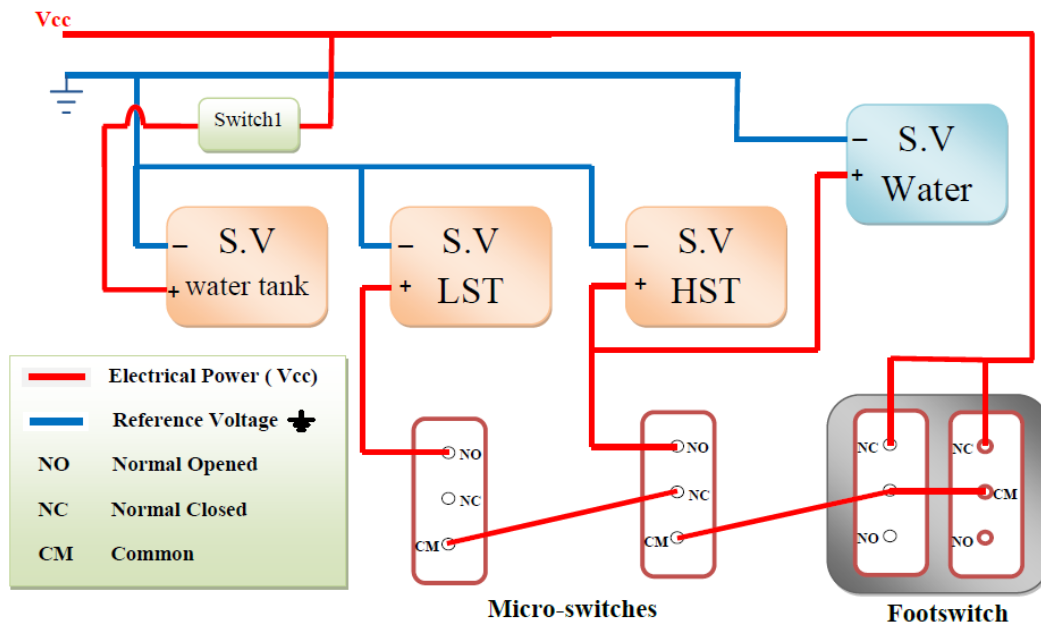 Vcc
Switch1
− S.V
+ Water
− S.V
+ water tank
− S.V
+ LST
− S.V
+ HST
Electrical Power ( Vcc)
Reference Voltage
NO Normal Opened
NC Normal Closed
CM Common
NO
NC
CM
NO
NC
CM
NC
NO
NC
CM
NO
Micro-switches
Footswitch